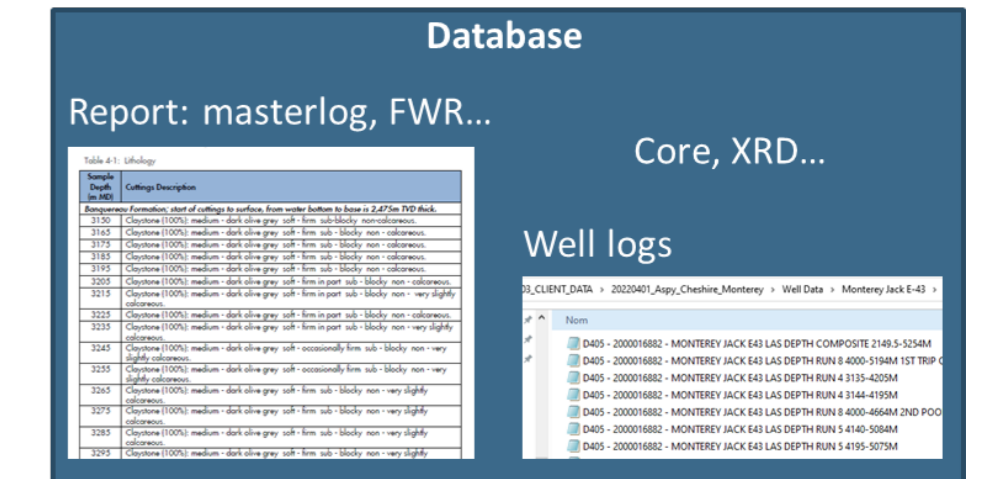 Database
Report: masterlog, FWR...
Core, XRD...
Table 4-1: Lithology
Sample
Depth
(m MD)
Cuttings Description
Banquereau Formation; start of cuttings to surface, from water bottom to base is 2,475m TVD thick.
3150 Claystone (100%): medium - dark olive grey soft - firm sub-blocky non-calcareous.
3165 Claystone (100%): medium - dark olive grey soft - firm sub - blocky non - calcareous.
3175 Claystone (100%): medium - dark olive grey soft - firm sub - blocky non - calcareous.
3185 Claystone (100%): medium - dark olive grey soft - firm sub - blocky non - calcareous.
3195 Claystone (100%): medium - dark olive grey soft - firm sub - blocky non - calcareous.
3205 Claystone (100%): medium - dark olive grey soft - firm in part sub - blocky non - calcareous.
3215 Claystone (100%): medium - dark olive grey soft - firm in part sub - blocky non - very slightly
calcareous.
3225 Claystone (100%): medium - dark olive grey soft - firm in part sub - blocky non - calcareous.
3235 Claystone (100%): medium - dark olive grey soft - firm in part sub - blocky non - very slightly
calcareous.
3245 Claystone (100%): medium - dark olive grey soft - occasionally firm sub - blocky non - very
slightly calcareous.
3255 Claystone (100%): medium - dark olive grey soft - occasionally firm sub - blocky non - very
slightly calcareous.
3265 Claystone (100%): medium - dark olive grey soft - firm sub - blocky non - very slightly
calcareous.
3275 Claystone (100%): medium - dark olive grey soft - firm sub - blocky non - very slightly
calcareous.
3285 Claystone (100%): medium - dark olive grey soft - firm sub - blocky non - very slightly
calcareous.
3295 Claystone (100%): medium - dark olive grey soft - firm sub - blocky non - very slightly
Well logs
03_CLIENT_DATA > 20220401_Aspy_Cheshire_Monterey > Well Data > Monterey Jack E-43 >
Nom
D405 - 2000016882 - MONTEREY JACK E43 LAS DEPTH COMPOSITE 2149.5-5254M
D405 - 2000016882 - MONTEREY JACK E43 LAS DEPTH RUN 8 4000-5194M 1ST TRIP
D405 - 2000016882 - MONTEREY JACK E43 LAS DEPTH RUN 4 3135-4205M
D405 - 2000016882 - MONTEREY JACK E43 LAS DEPTH RUN 4 3144-4195M
D405 - 2000016882 - MONTEREY JACK E43 LAS DEPTH RUN 8 4000-4664M 2ND POO
D405 - 2000016882 - MONTEREY JACK E43 LAS DEPTH RUN 5 4140-5084M
D405 - 2000016882 - MONTEREY JACK E43 LAS DEPTH RUN 5 4195-5075M